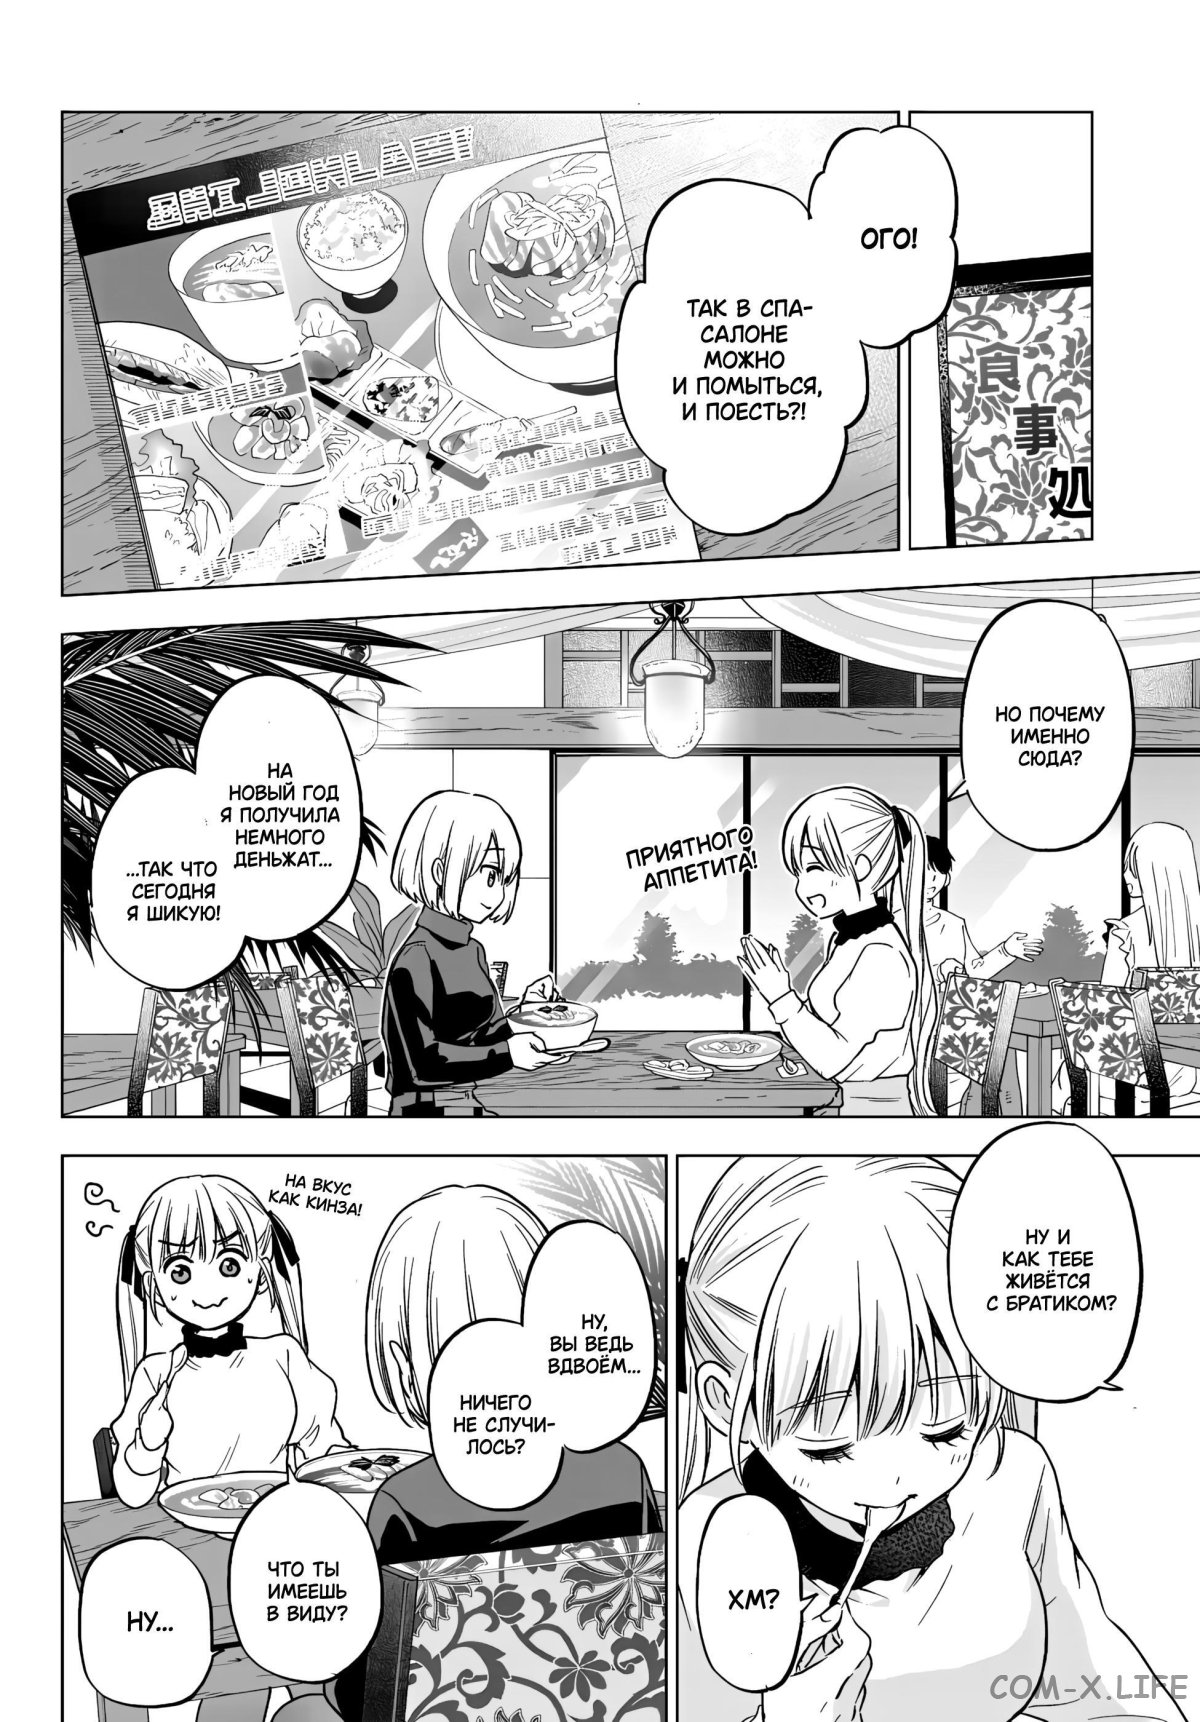 食
事
処
ОГО!
ТАК В СПА-
САЛОНЕ
МОЖНО
И ПОМЫТЬСЯ,
И ПОЕСТЬ?!
НО ПОЧЕМУ
ИМЕННО
СЮДА?
ПРИЯТНОГО
АППЕТИТА!
НА
НОВЫЙ ГОД
Я ПОЛУЧИЛА
НЕМНОГО
ДЕНЬЖАТ...
...ТАК ЧТО
СЕГОДНЯ
Я ШИКУЮ!
НУ И
КАК ТЕБЕ
ЖИВЁТСЯ
С БРАТИКОМ?
ХМ?
НУ,
ВЫ ВЕДЬ
ВДВОЁМ...
НИЧЕГО
НЕ СЛУЧИ-
ЛОСЬ?
НА ВКУС
КАК КИНЗА!
ЧТО ТЫ
ИМЕЕШЬ
В ВИДУ?
НУ...
COM-X.LIFE